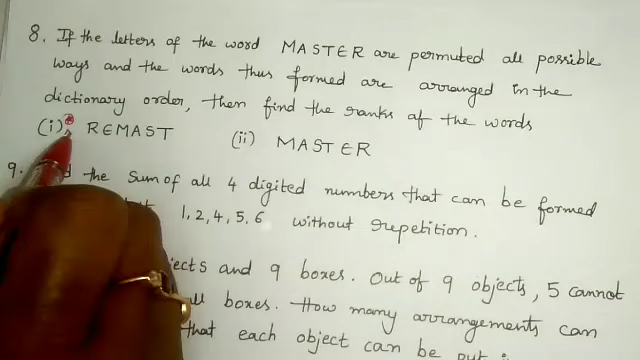 8. If the letters of the word MASTER are permuted all possible
ways and the words thus formed are arranged in the
dictionary order, then find the ranks of the words
(i) REMAST (ii) MASTER
9. the sum of all 4 digited numbers that can be formed
1, 2, 4, 5, 6 without repetition.
and 9 boxes. Out of 9 objects, 5 cannot
boxes. How many arrangements can
that each object can be put in